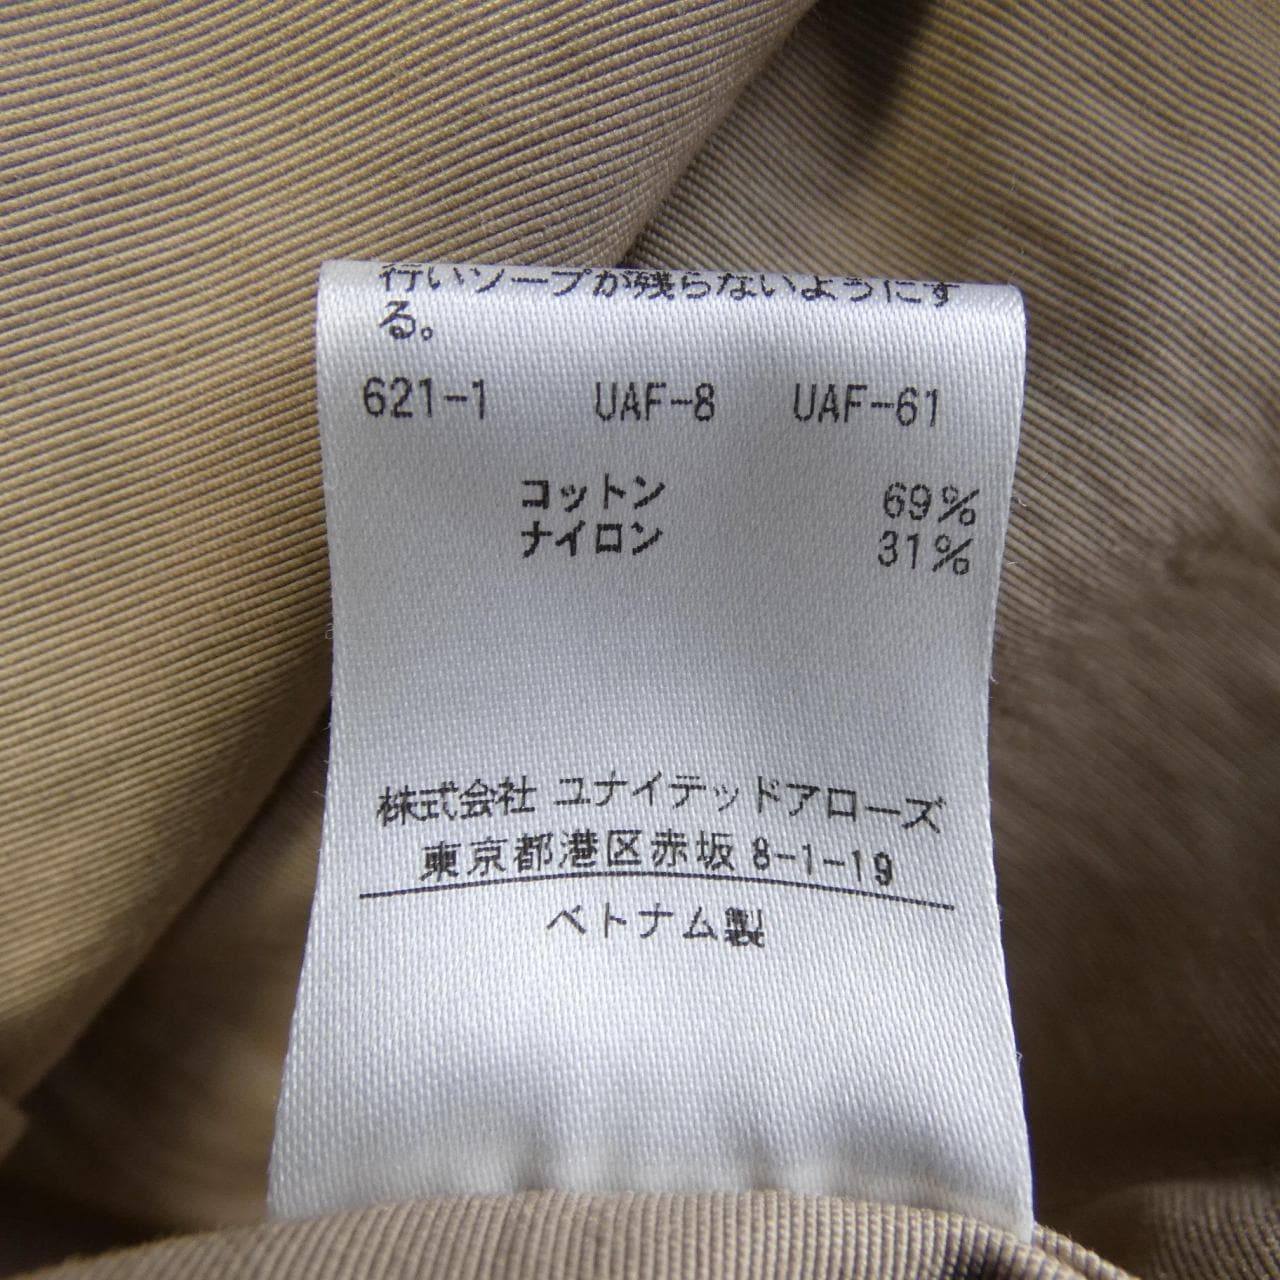 行いソープが残らないようにす
る。
621-1 UAF-8 UAF-61
コットン 69%
ナイロン 31%
株式会社 ユナイテッドアローズ
東京都港区赤坂 8-1-19
ベトナム製